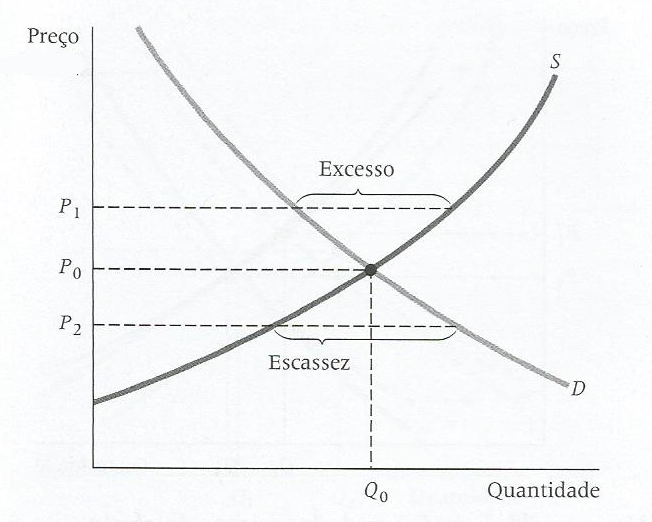 Preço
S
Excesso
P1
P0
P2
Escassez
D
Q0
Quantidade